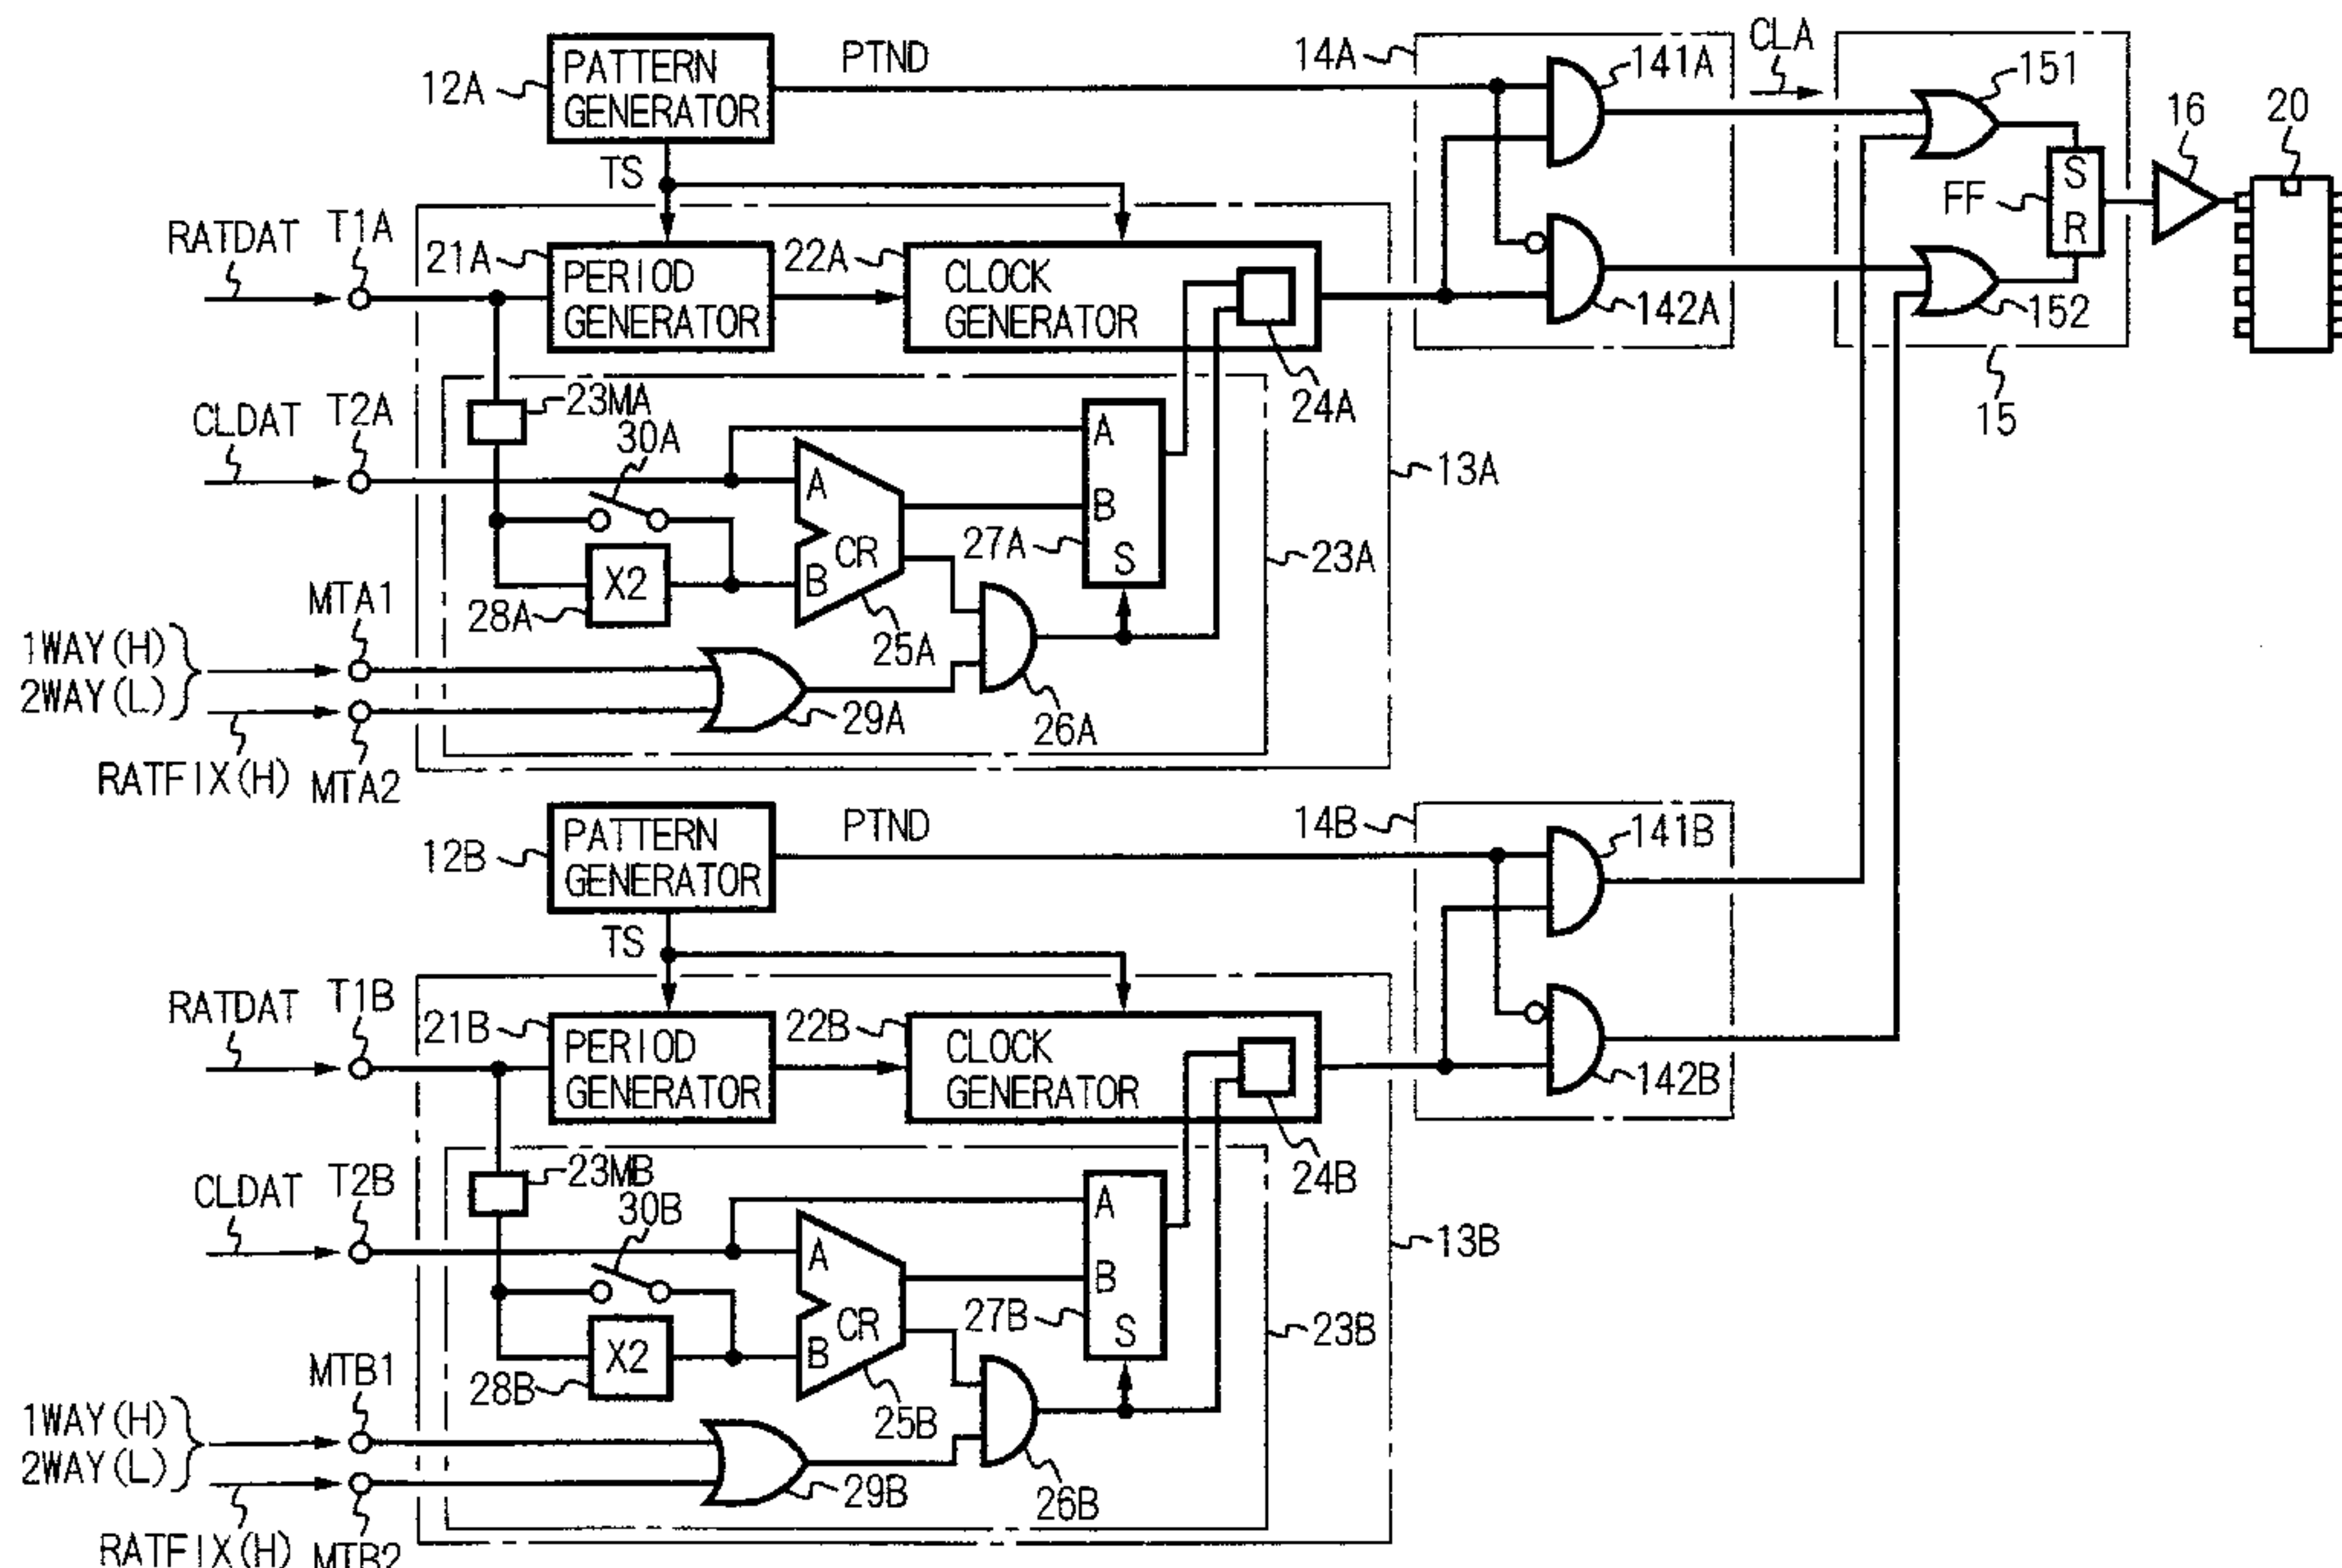 PATTERN
GENERATOR
12A
PTND
14A
141A
CLA
151
16
20
TS
S
FF
R
RATDAT
T1A
21A
PERIOD
GENERATOR
22A
CLOCK
GENERATOR
142A
152
24A
15
CLDAT
T2A
23MA
30A
A
A
B
27A
S
13A
23A
CR
B
X2
28A
25A
MTA1
1WAY(H)
2WAY(L)
29A
26A
RATFIX(H)
MTA2
PATTERN
GENERATOR
12B
PTND
14B
141B
TS
RATDAT
T1B
21B
PERIOD
GENERATOR
22B
CLOCK
GENERATOR
142B
24B
CLDAT
T2B
23MB
30B
A
A
B
27B
S
13B
23B
CR
B
X2
28B
25B
MTB1
1WAY(H)
2WAY(L)
29B
26B
RATFIX(H)
MTB2